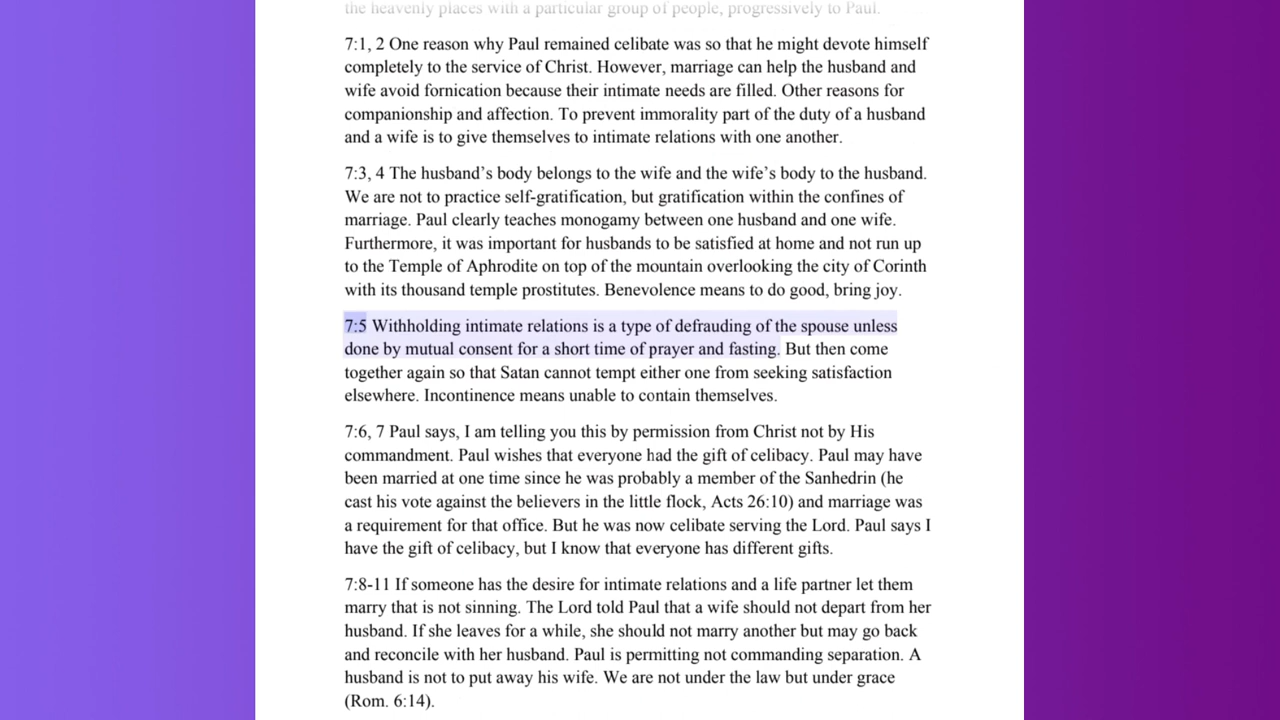 the heavenly places with a particular group of people, progressively to Paul.
7:1, 2 One reason why Paul remained celibate was so that he might devote himself
completely to the service of Christ. However, marriage can help the husband and
wife avoid fornication because their intimate needs are filled. Other reasons for
companionship and affection. To prevent immorality part of the duty of a husband
and a wife is to give themselves to intimate relations with one another.
7:3, 4 The husband’s body belongs to the wife and the wife’s body to the husband.
We are not to practice self-gratification, but gratification within the confines of
marriage. Paul clearly teaches monogamy between one husband and one wife.
Furthermore, it was important for husbands to be satisfied at home and not run up
to the Temple of Aphrodite on top of the mountain overlooking the city of Corinth
with its thousand temple prostitutes. Benevolence means to do good, bring joy.
7:5 Withholding intimate relations is a type of defrauding of the spouse unless
done by mutual consent for a short time of prayer and fasting. But then come
together again so that Satan cannot tempt either one from seeking satisfaction
elsewhere. Incontinence means unable to contain themselves.
7:6, 7 Paul says, I am telling you this by permission from Christ not by His
commandment. Paul wishes that everyone had the gift of celibacy. Paul may have
been married at one time since he was probably a member of the Sanhedrin (he
cast his vote against the believers in the little flock, Acts 26:10) and marriage was
a requirement for that office. But he was now celibate serving the Lord. Paul says I
have the gift of celibacy, but I know that everyone has different gifts.
7:8-11 If someone has the desire for intimate relations and a life partner let them
marry that is not sinning. The Lord told Paul that a wife should not depart from her
husband. If she leaves for a while, she should not marry another but may go back
and reconcile with her husband. Paul is permitting not commanding separation. A
husband is not to put away his wife. We are not under the law but under grace
(Rom. 6:14).